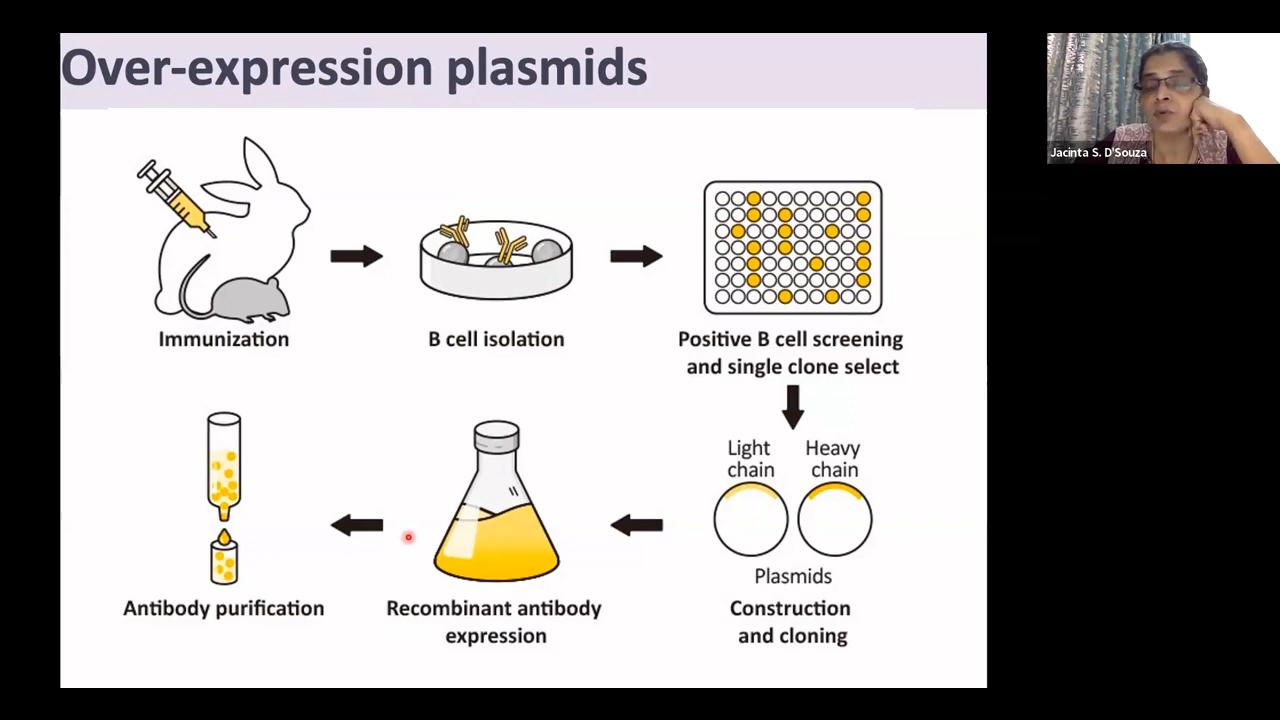 Over-expression plasmids
Jacinta S. D'Souza
Immunization
B cell isolation
Positive B cell screening
and single clone select
Light
chain
Heavy
chain
Plasmids
Construction
and cloning
Recombinant antibody
expression
Antibody purification